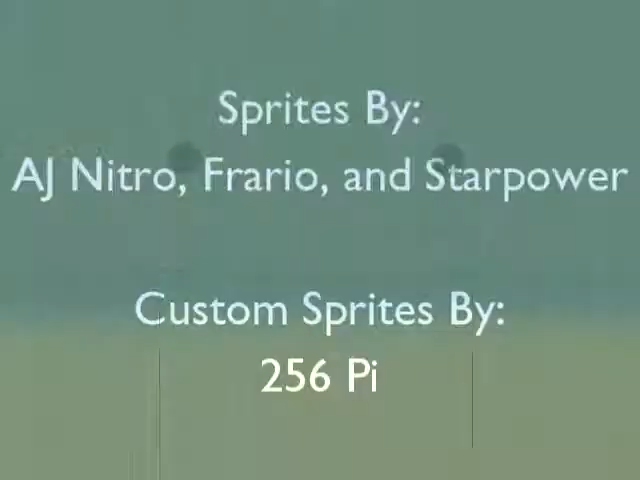 Sprites By:
AJ Nitro, Frario, and Starpower
Custom Sprites By:
256 Pi